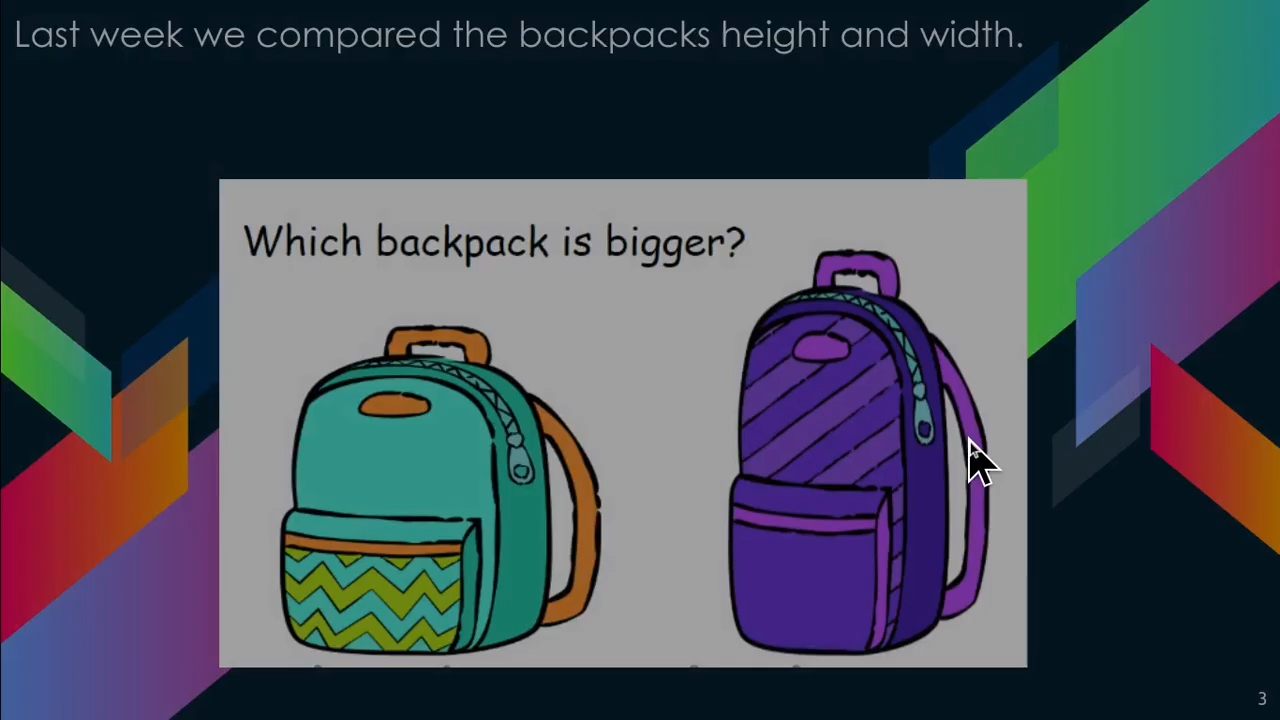 Last week we compared the backpacks height and width.
Which backpack is bigger?
3